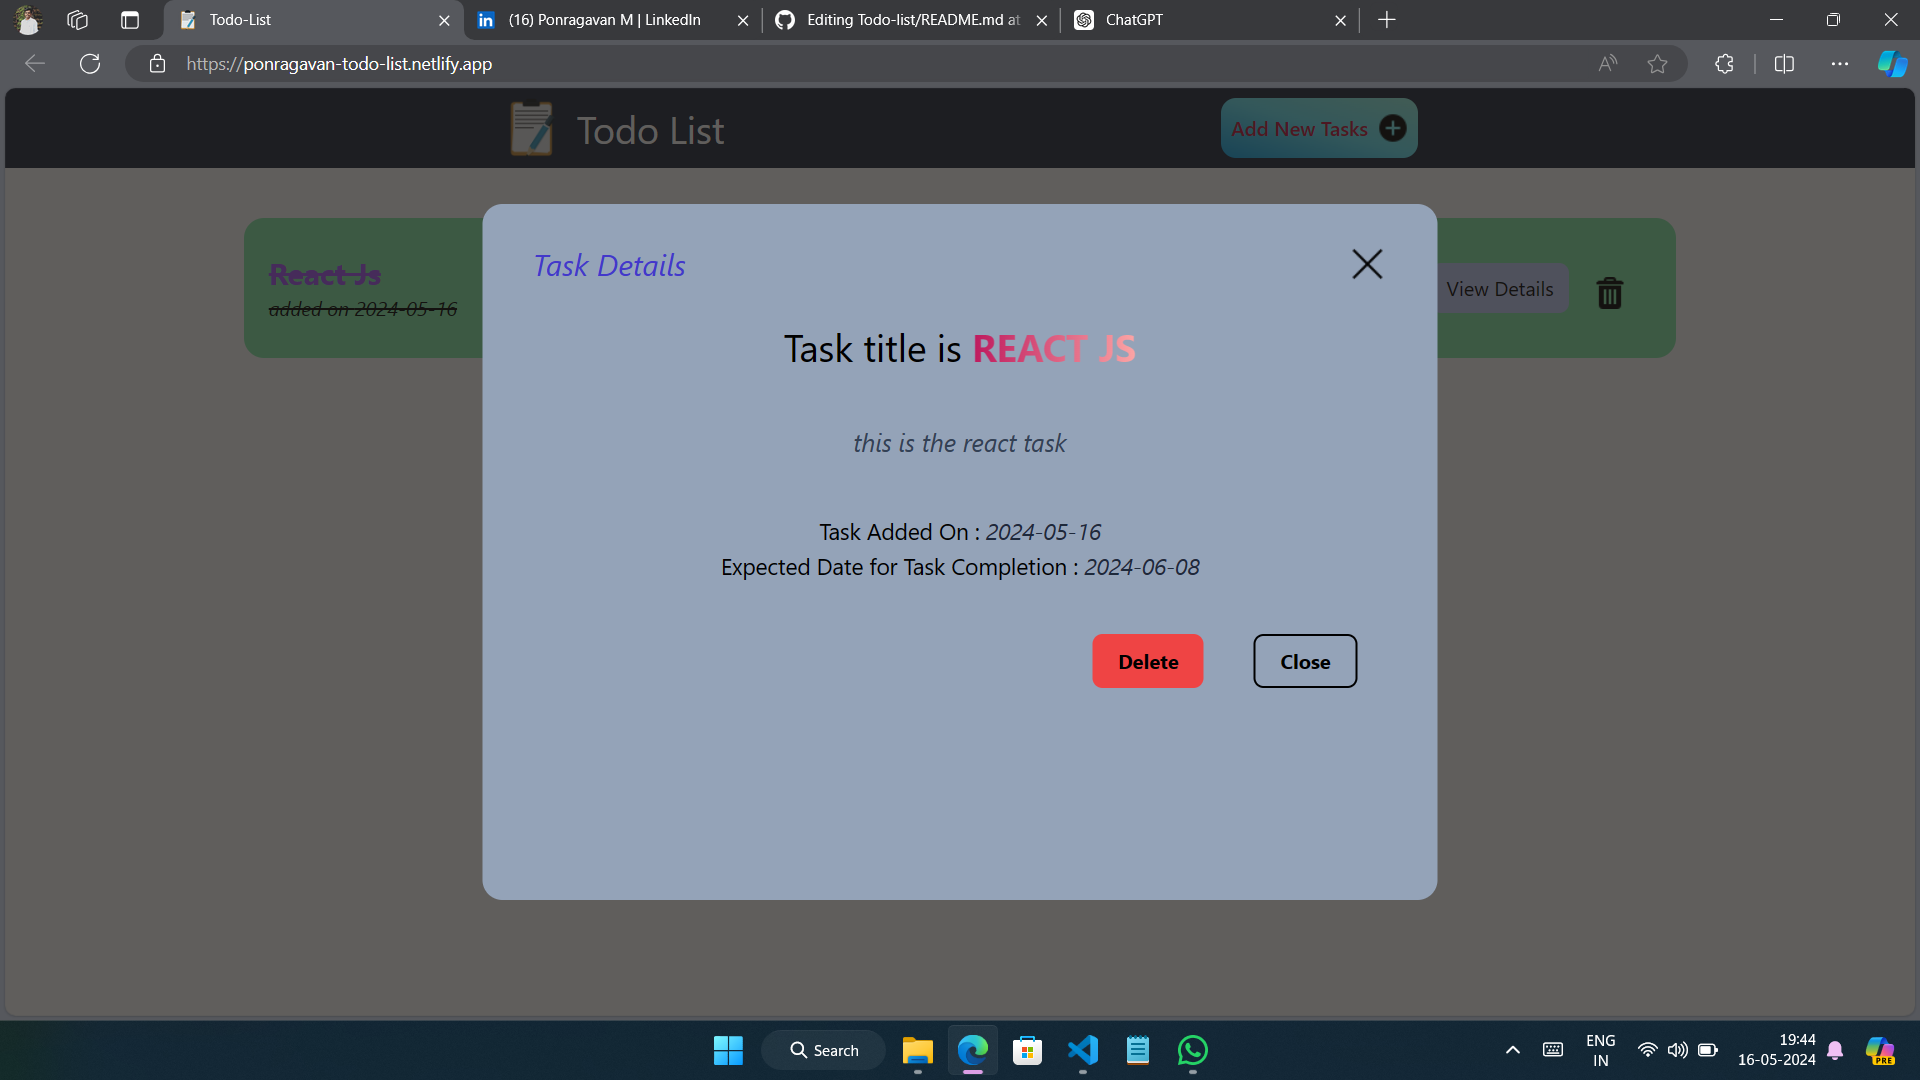 Todo-List
(16) Ponragavan M | LinkedIn
Editing Todo-list/README.md at
ChatGPT
https://ponragavan-todo-list.netlify.app
Todo List
Add New Tasks
React Js
added on 2024-05-16
View Details
Task Details
Task title is REACT JS
this is the react task
Task Added On : 2024-05-16
Expected Date for Task Completion : 2024-06-08
Delete
Close
Search
ENG
IN
19:44
16-05-2024
PRE